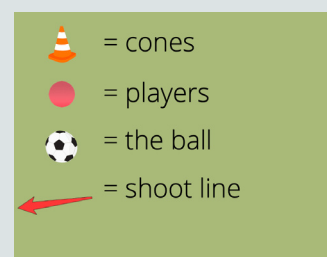 = cones
= players
= the ball
= shoot line